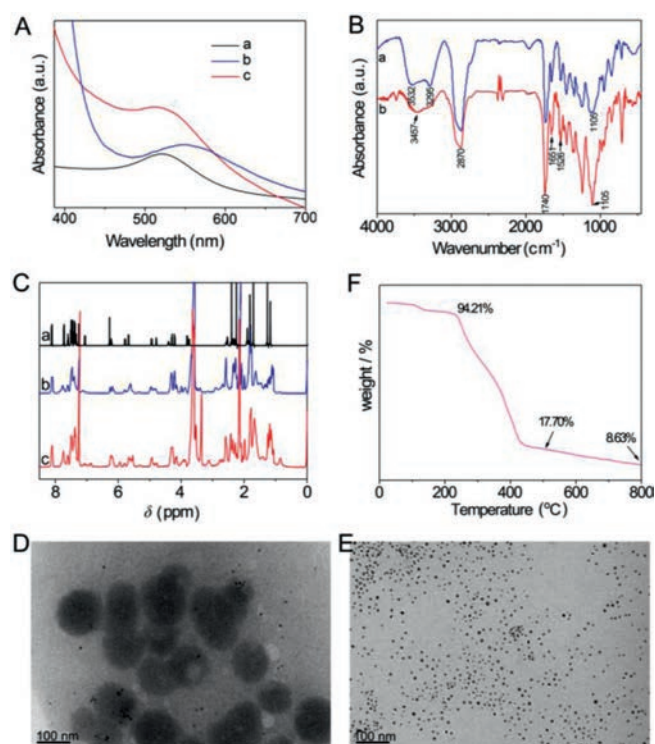 A
a
b
c
Absorbance (a.u.)
400
500
600
700
Wavelength (nm)
B
a
b
Absorbance (a.u.)
3532
3295
3457
2870
1740
1651
1526
1109
1105
4000
3000
2000
1000
Wavenumber (cm-1)
C
a
b
c
8
6
4
2
0
δ (ppm)
F
94.21%
17.70%
8.63%
weight / %
0
200
400
600
800
Temperature (°C)
D
100 nm
E
100 nm